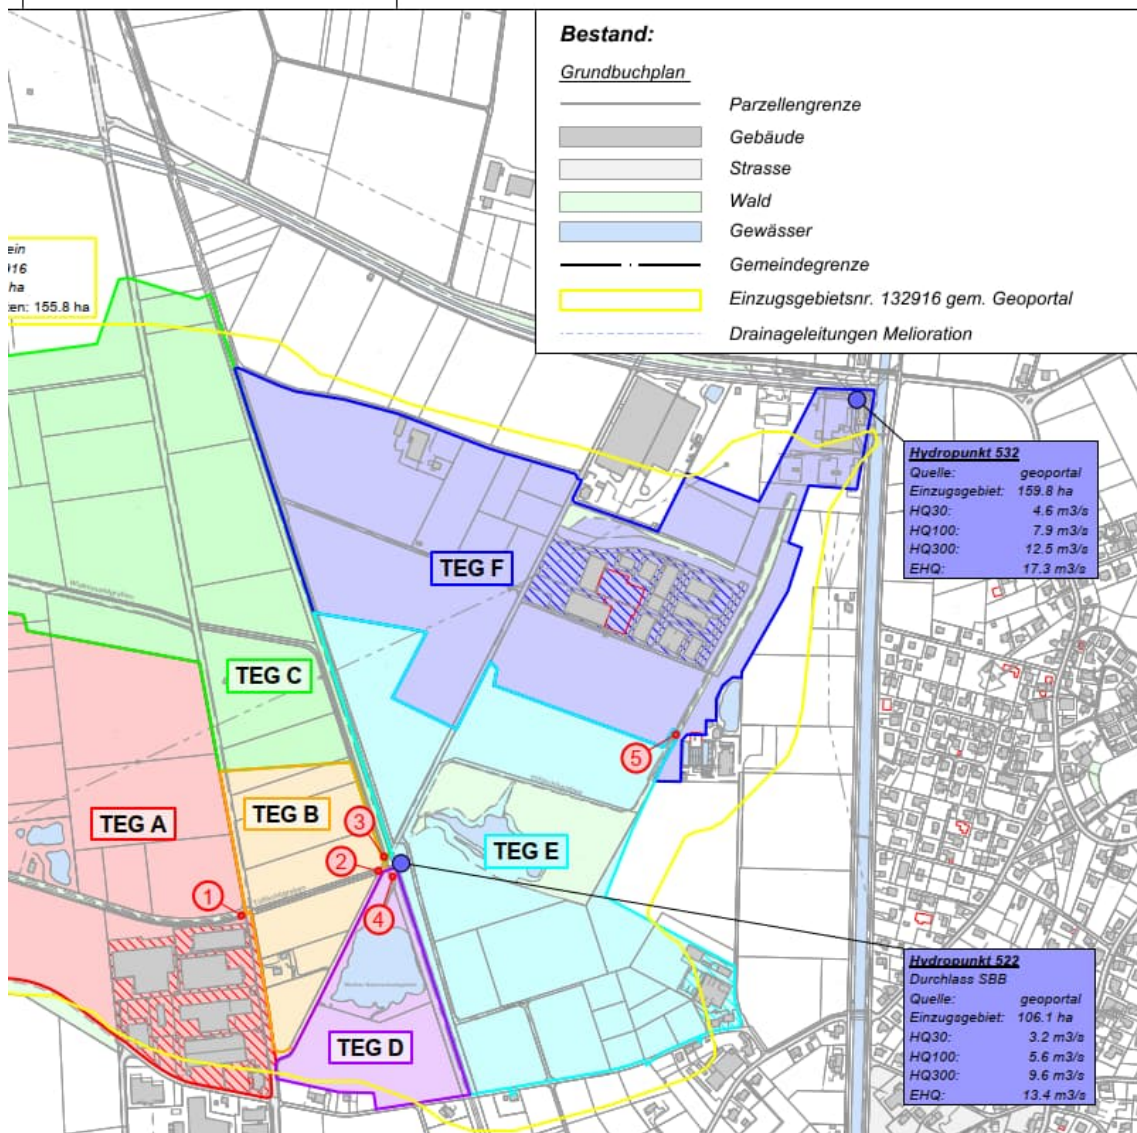 Bestand:
Grundbuchplan
Parzellengrenze
Gebäude
Strasse
Wald
Gewässer
Gemeindegrenze
Einzugsgebietsnr. 132916 gem. Geoportal
Drainageleitungen Melioration
ein
916
ha
ten: 155.8 ha
Hydropunkt 532
Quelle: geoportal
Einzugsgebiet: 159.8 ha
HQ30: 4.6 m3/s
HQ100: 7.9 m3/s
HQ300: 12.5 m3/s
EHQ: 17.3 m3/s
TEG F
TEG C
5
TEG A
TEG B
3
TEG E
2
1
4
TEG D
Hydropunkt 522
Durchlass SBB
Quelle: geoportal
Einzugsgebiet: 106.1 ha
HQ30: 3.2 m3/s
HQ100: 5.6 m3/s
HQ300: 9.6 m3/s
EHQ: 13.4 m3/s